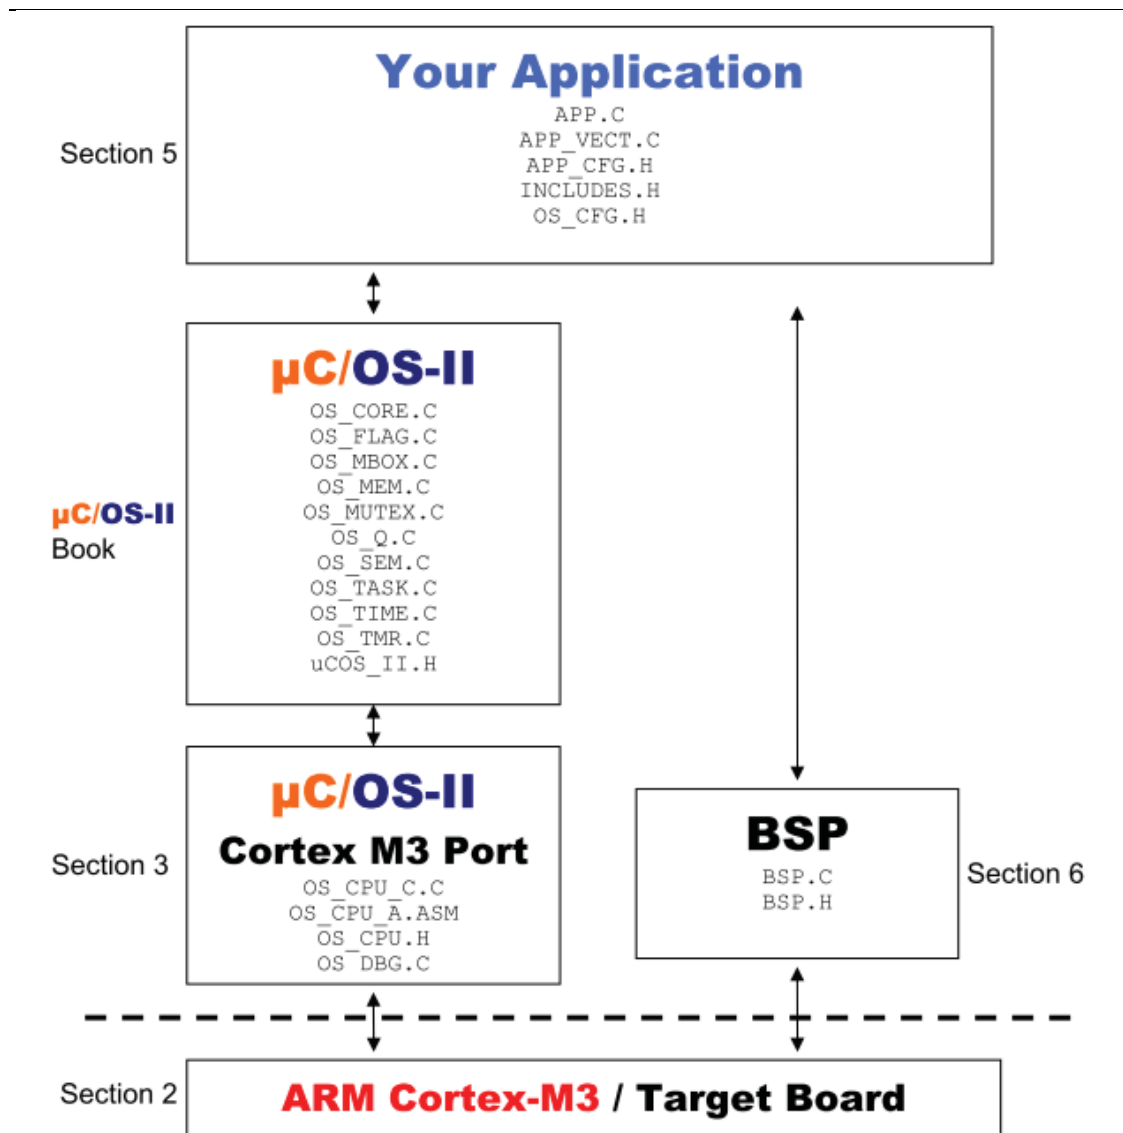 Your Application
APP.C
APP_VECT.C
APP_CFG.H
INCLUDES.H
OS_CFG.H
Section 5
µC/OS-II
OS_CORE.C
OS_FLAG.C
OS_MBOX.C
OS_MEM.C
OS_MUTEX.C
OS_Q.C
OS_SEM.C
OS_TASK.C
OS_TIME.C
OS_TMR.C
uCOS_II.H
µC/OS-II
Book
µC/OS-II
Cortex M3 Port
OS_CPU_C.C
OS_CPU_A.ASM
OS_CPU.H
OS_DBG.C
Section 3
BSP
BSP.C
BSP.H
Section 6
Section 2
ARM Cortex-M3 / Target Board